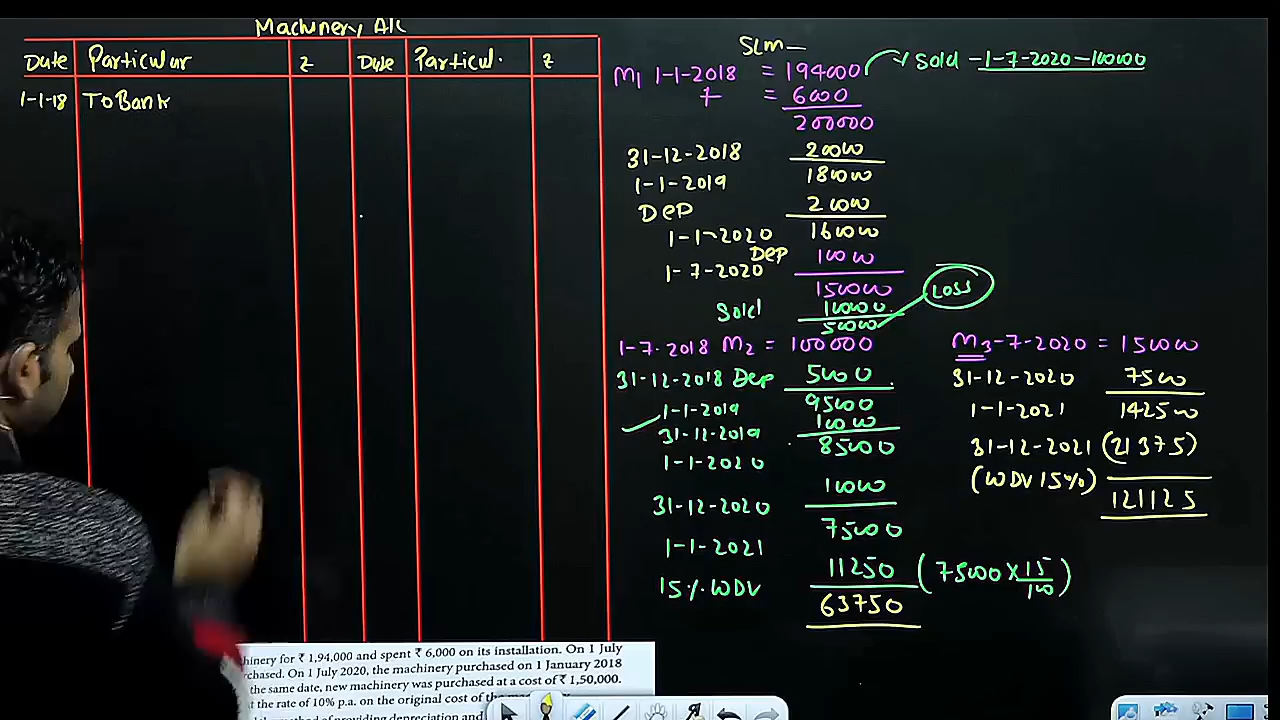 Machinery A/c
Date Particular ₹ Date Particul. ₹
1-1-18 To Bank
SLM —
M1 1-1-2018 = 194000 → Sold - 1-7-2020 - 100000
+ = 6000
200000
31-12-2018 20000
1-1-2019 180000
Dep 20000
1-1-2020 160000
Dep 10000
1-7-2020
150000
Sold 100000
50000 Loss
1-7-2018 M2 = 100000
31-12-2018 Dep 5000
1-1-2019 95000
31-12-2019 10000
1-1-2020 85000
31-12-2020 10000
1-1-2021 75000
15% WDV 11250 (75000 × 15/100)
63750
M3-7-2020 = 150000
31-12-2020 7500
1-1-2021 142500
31-12-2021 (21375)
(WDV 15%)
121125
hinery for ₹ 1,94,000 and spent ₹ 6,000 on its installation. On 1 July
rchased. On 1 July 2020, the machinery purchased on 1 January 2018
the same date, new machinery was purchased at a cost of ₹ 1,50,000.
at the rate of 10% p.a. on the original cost of the
method of providing depreciation and